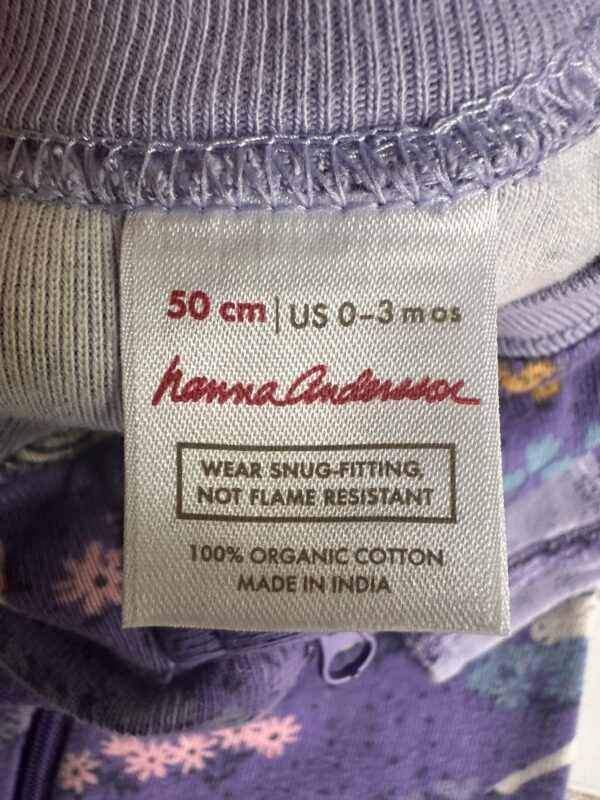 50 cm | US 0-3 mos
hanna Andersson
WEAR SNUG-FITTING,
NOT FLAME RESISTANT
100% ORGANIC COTTON
MADE IN INDIA